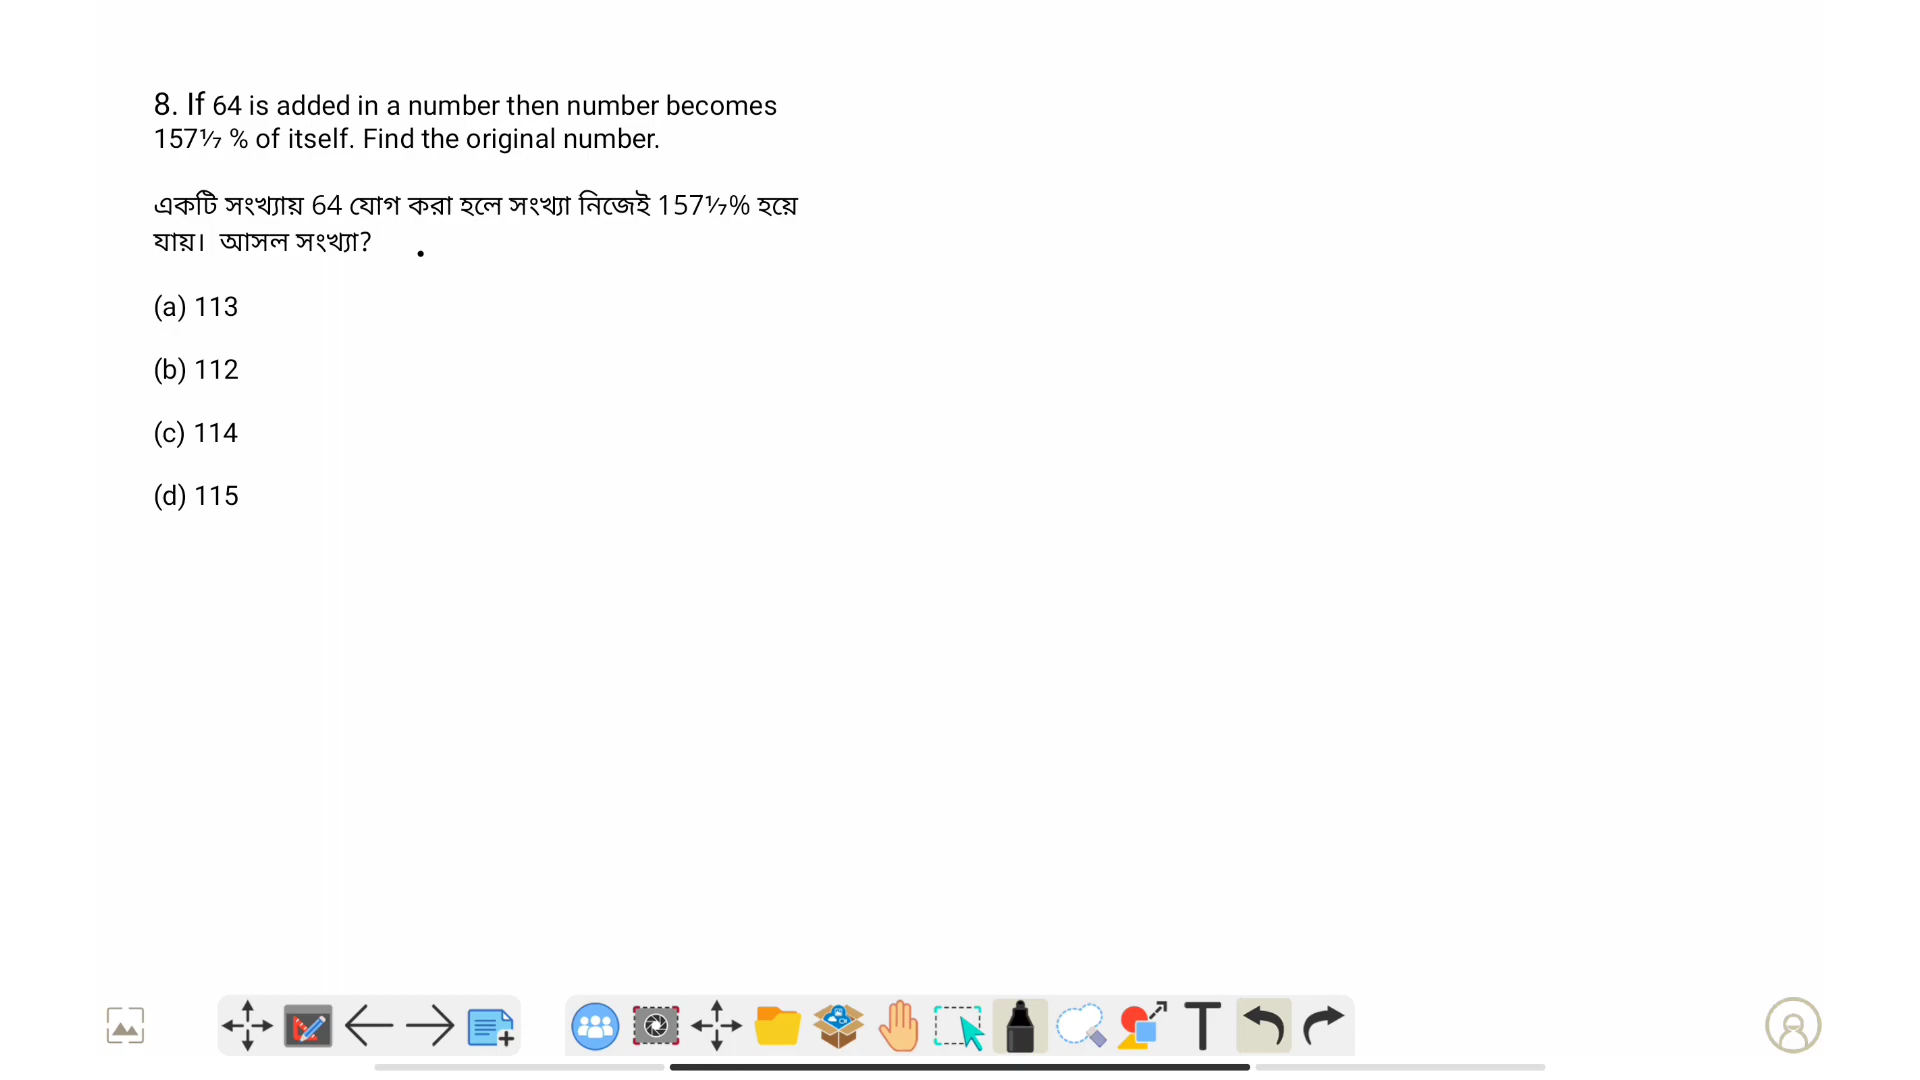 8. If 64 is added in a number then number becomes
157⅐ % of itself. Find the original number.
একটি সংখ্যায় 64 যোগ করা হলে সংখ্যা নিজেই 157⅐% হয়ে
যায়। আসল সংখ্যা?
(a) 113
(b) 112
(c) 114
(d) 115